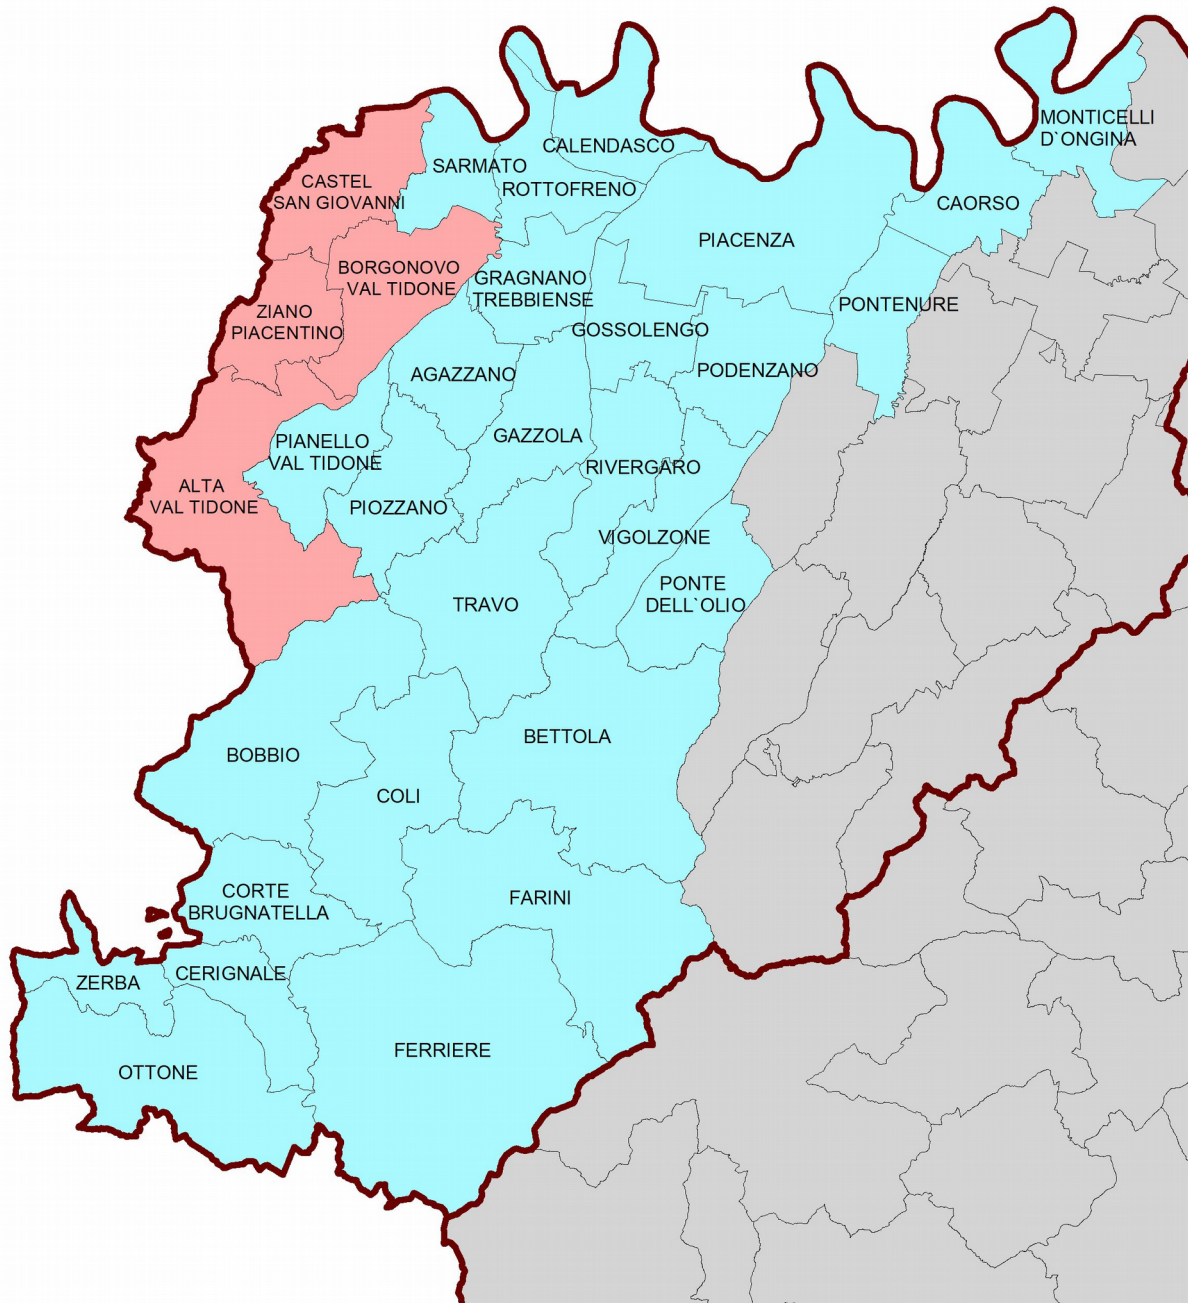 MONTICELLI
D`ONGINA
CALENDASCO
SARMATO
CASTEL
SAN GIOVANNI
ROTTOFRENO
CAORSO
PIACENZA
BORGONOVO
VAL TIDONE
GRAGNANO
TREBBIENSE
PONTENURE
ZIANO
PIACENTINO
GOSSOLENGO
AGAZZANO
PODENZANO
GAZZOLA
PIANELLO
VAL TIDONE
RIVERGARO
ALTA
VAL TIDONE
PIOZZANO
VIGOLZONE
PONTE
DELL`OLIO
TRAVO
BETTOLA
BOBBIO
COLI
CORTE
BRUGNATELLA
FARINI
CERIGNALE
ZERBA
FERRIERE
OTTONE